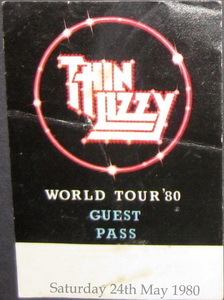 THIN
LIZZY
WORLD TOUR '80
GUEST
PASS
Saturday 24th May 1980